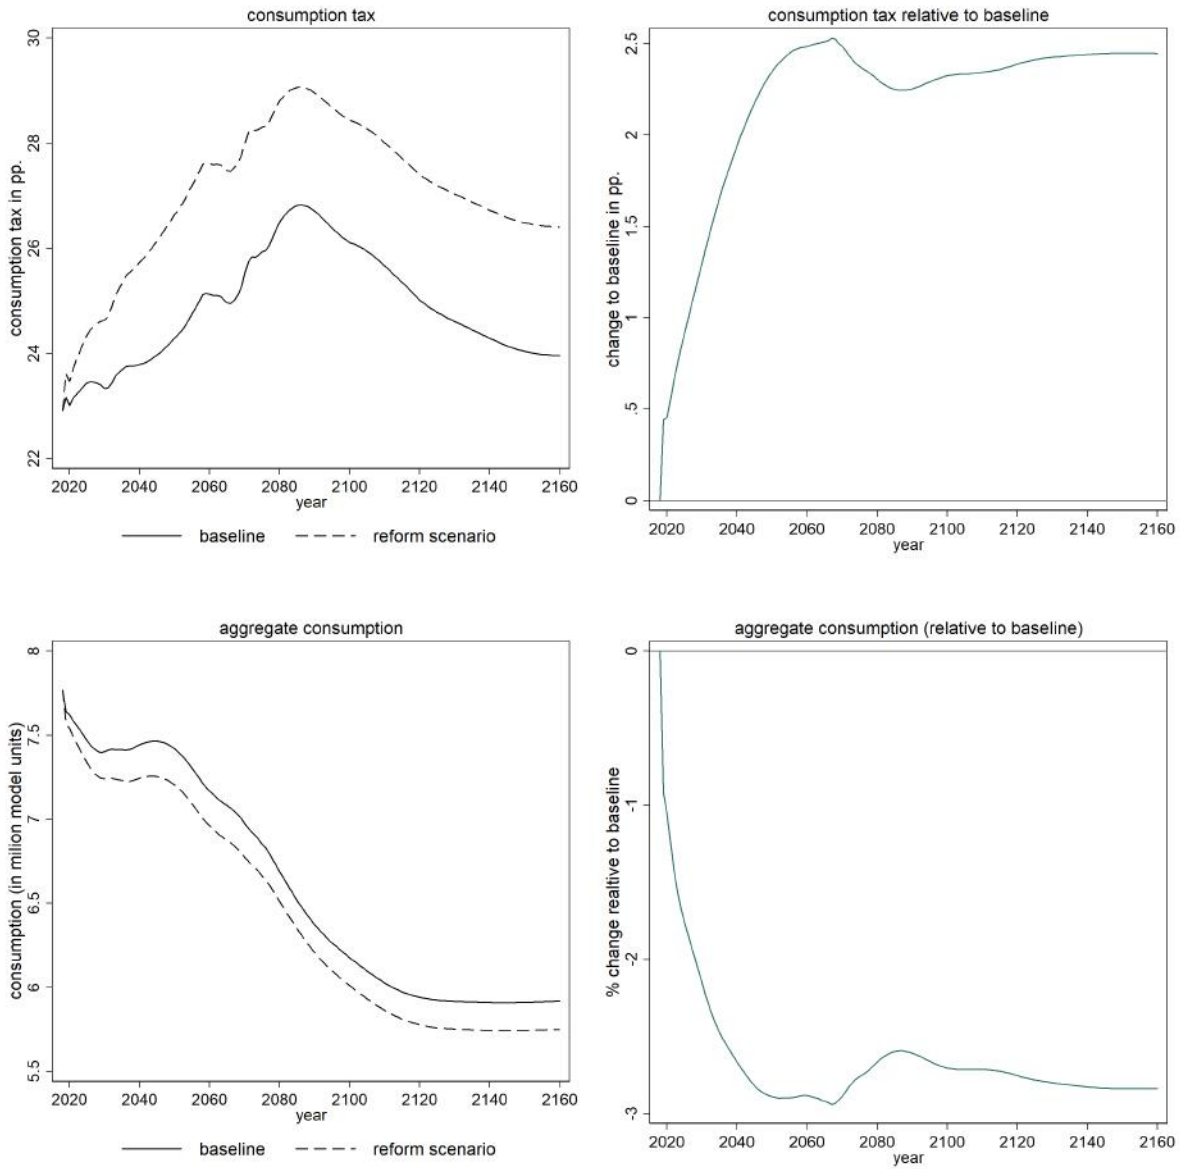 consumption tax
consumption tax in pp.
30
28
26
24
22
2020 2040 2060 2080 2100 2120 2140 2160
year
baseline reform scenario
consumption tax relative to baseline
change to baseline in pp.
2.5
2
1.5
1
.5
0
2020 2040 2060 2080 2100 2120 2140 2160
year
aggregate consumption
consumption (in milion model units)
8
7.5
7
6.5
6
5.5
2020 2040 2060 2080 2100 2120 2140 2160
year
baseline reform scenario
aggregate consumption (relative to baseline)
% change realtive to baseline
0
-1
-2
-3
2020 2040 2060 2080 2100 2120 2140 2160
year